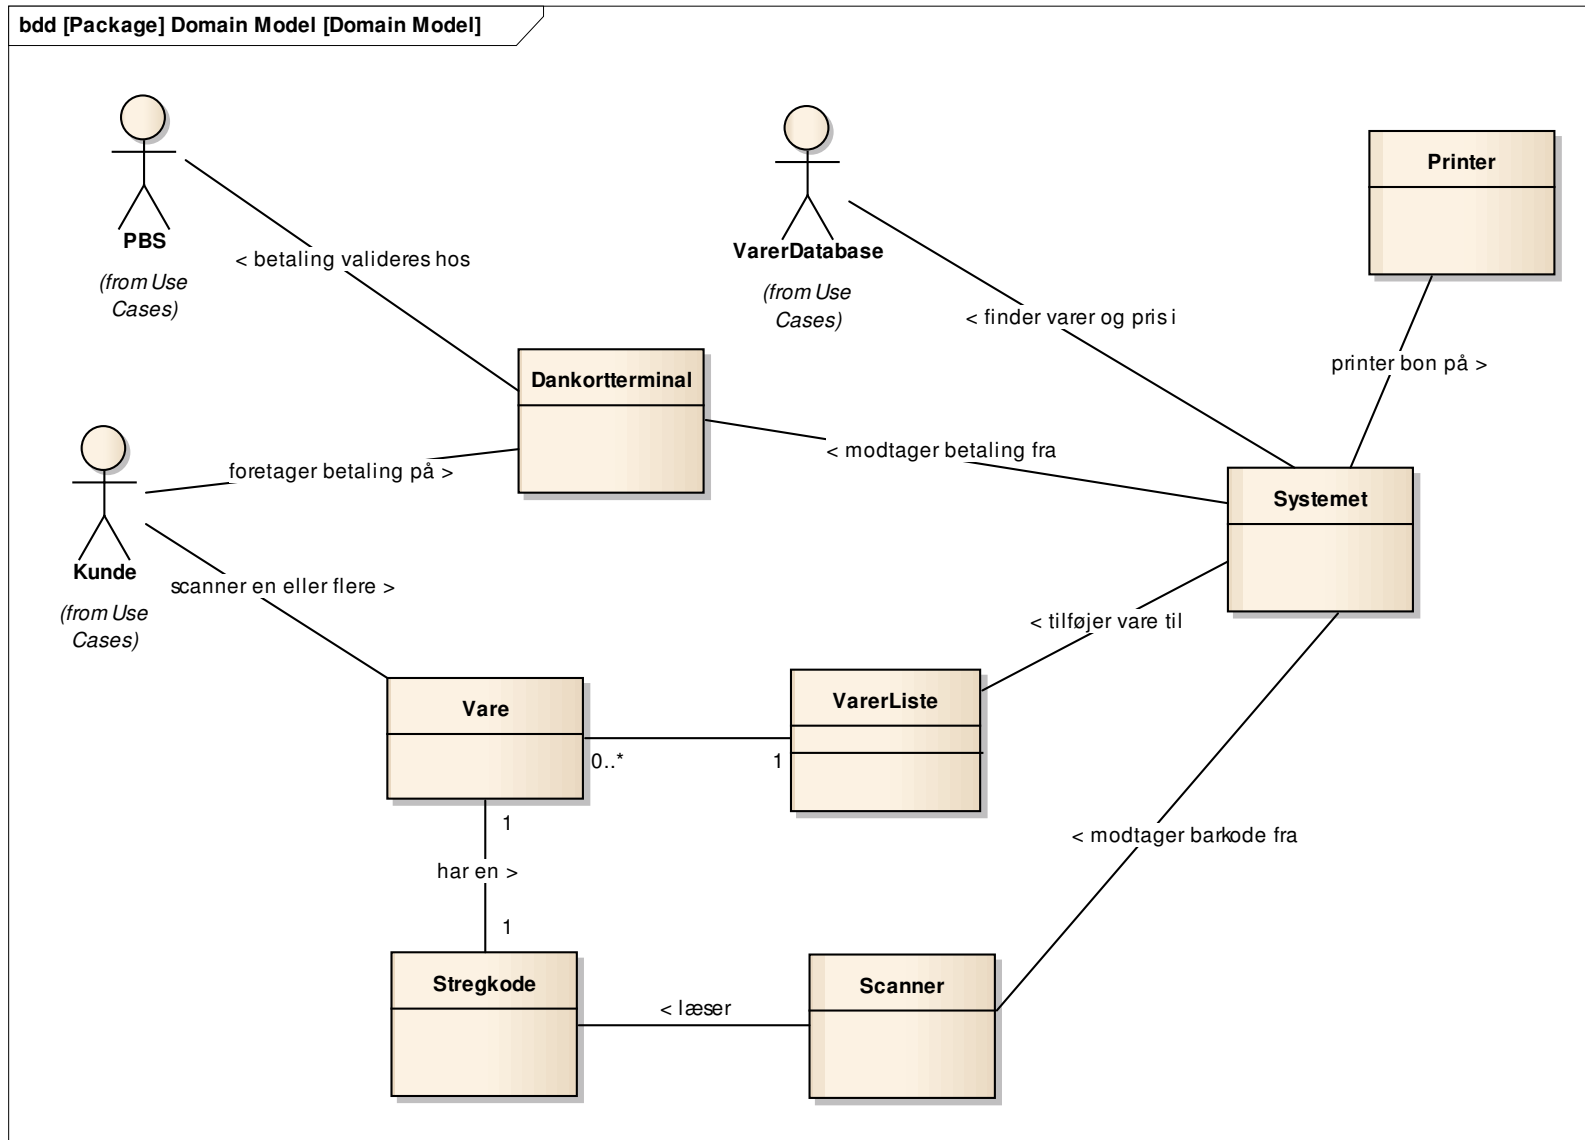 bdd [Package] Domain Model [Domain Model]
PBS
(from Use
Cases)
VarerDatabase
(from Use
Cases)
Printer
< betaling valideres hos
< finder varer og pris i
printer bon på >
Dankortterminal
Kunde
(from Use
Cases)
foretager betaling på >
< modtager betaling fra
Systemet
scanner en eller flere >
< tilføjer vare til
Vare
VarerListe
0..*
1
1
har en >
1
< modtager barkode fra
Stregkode
< læser
Scanner